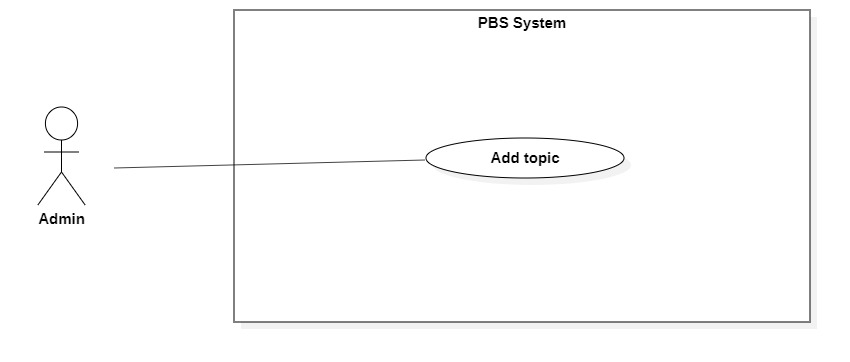 PBS System
Add topic
Admin